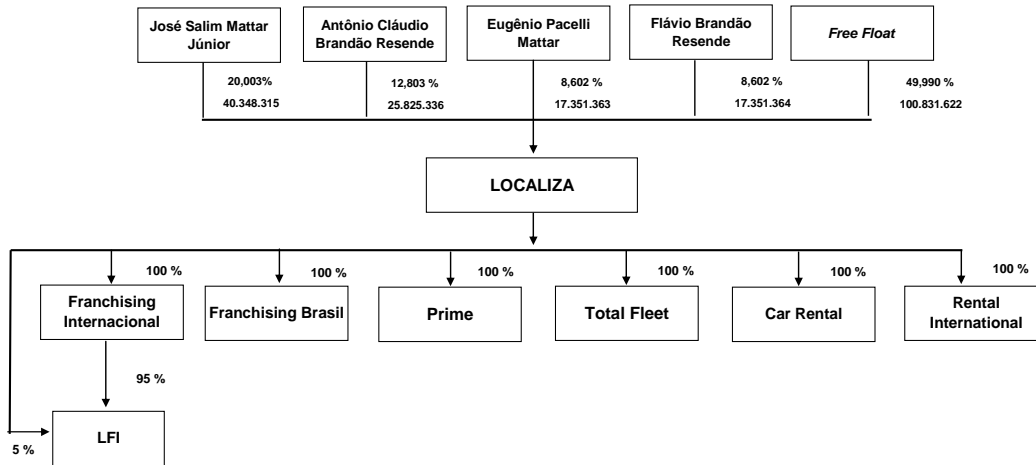 José Salim Mattar
Júnior
Antônio Cláudio
Brandão Resende
Eugênio Pacelli
Mattar
Flávio Brandão
Resende
Free Float
20,003%
40.348.315
12,803 %
25.825.336
8,602 %
17.351.363
8,602 %
17.351.364
49,990 %
100.831.622
LOCALIZA
100 %
100 %
100 %
100 %
100 %
100 %
Franchising
Internacional
Franchising Brasil
Prime
Total Fleet
Car Rental
Rental
International
95 %
LFI
5 %